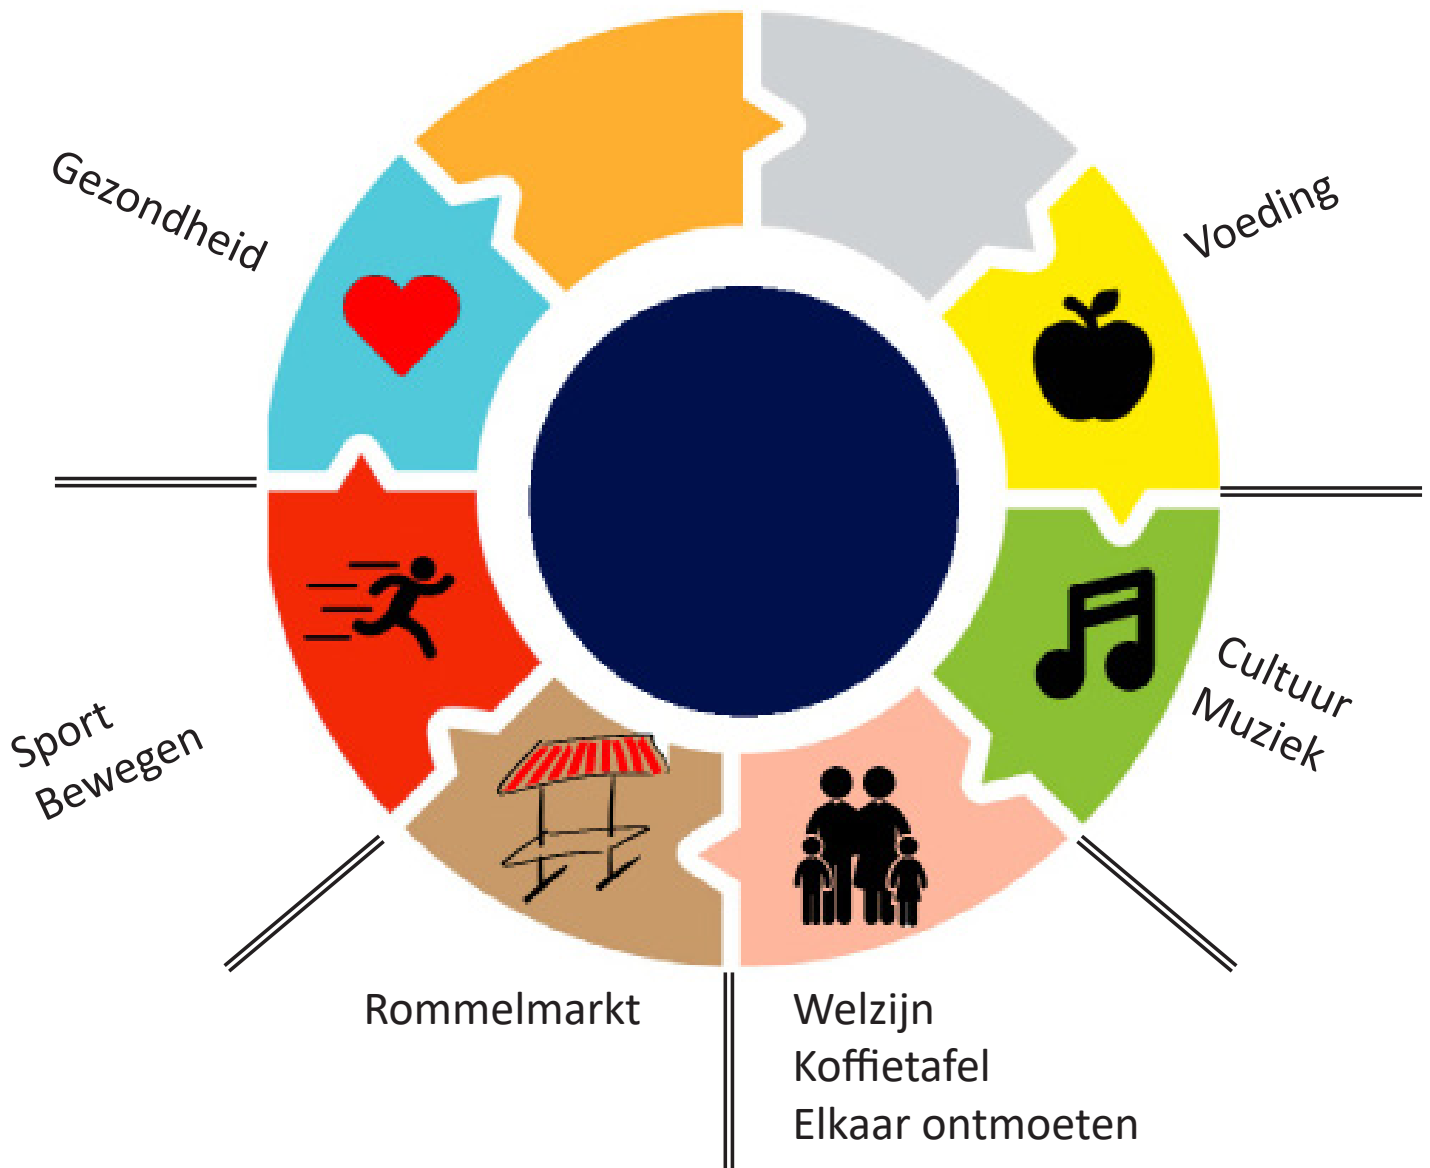 Gezondheid
Voeding
Cultuur
Muziek
Sport
Bewegen
Rommelmarkt
Welzijn
Koffietafel
Elkaar ontmoeten